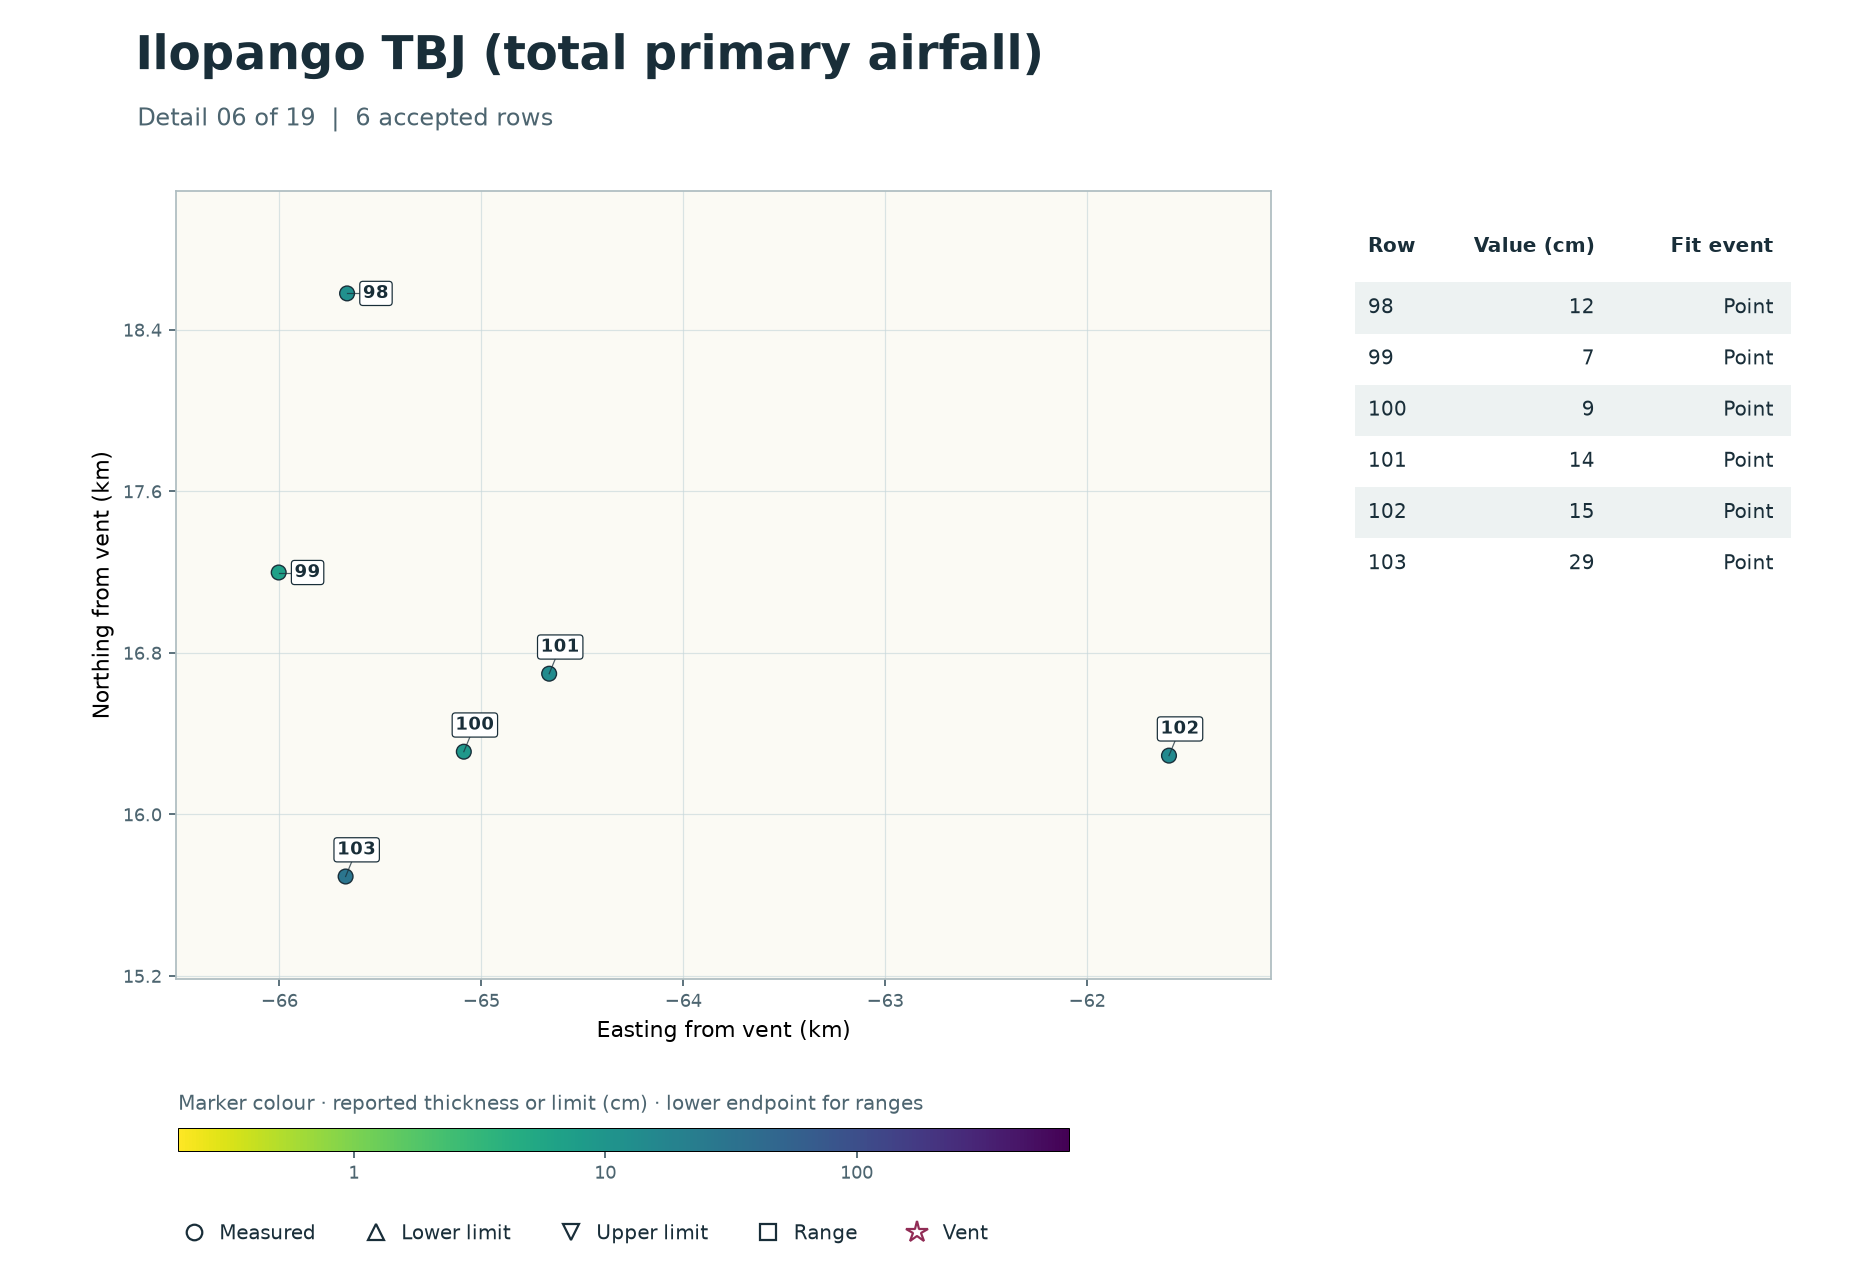 Ilopango TBJ (total primary airfall)
Detail 06 of 19 | 6 accepted rows
Northing from vent (km)
18.4
17.6
16.8
16.0
15.2
98
99
101
100
102
103
−66 −65 −64 −63 −62
Easting from vent (km)
Row Value (cm) Fit event
98 12 Point
99 7 Point
100 9 Point
101 14 Point
102 15 Point
103 29 Point
Marker colour · reported thickness or limit (cm) · lower endpoint for ranges
1 10 100
Measured Lower limit Upper limit Range Vent